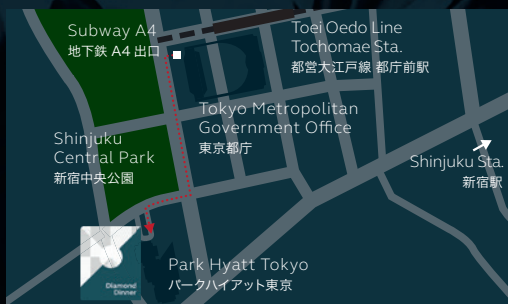 Subway A4
地下鉄 A4 出口
Toei Oedo Line
Tochomae Sta.
都営大江戸線 都庁前駅
Tokyo Metropolitan
Government Office
東京都庁
Shinjuku
Central Park
新宿中央公園
Shinjuku Sta.
新宿駅
Park Hyatt Tokyo
パークハイアット東京
Diamond
Dinner